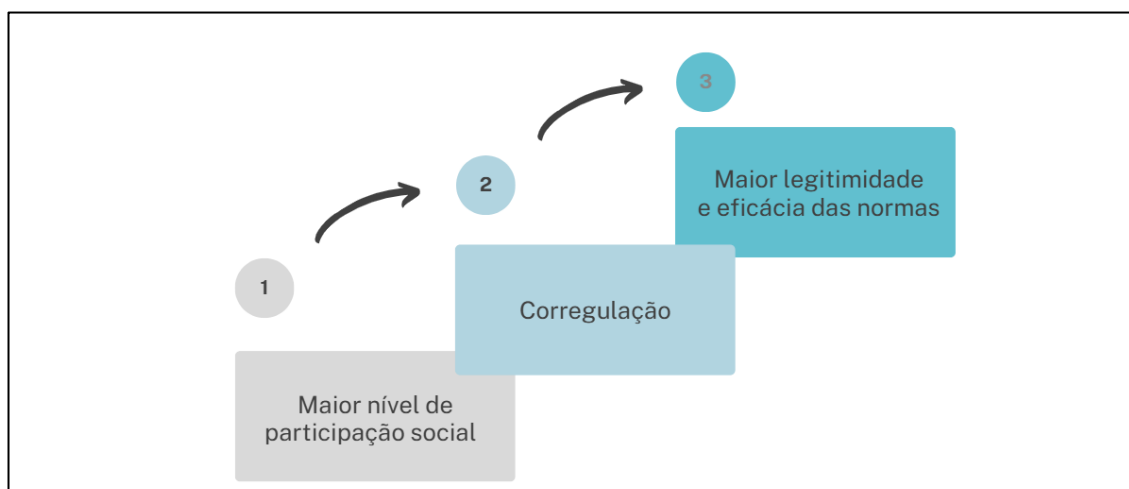 1
Maior nível de
participação social
2
Corregulação
3
Maior legitimidade
e eficácia das normas